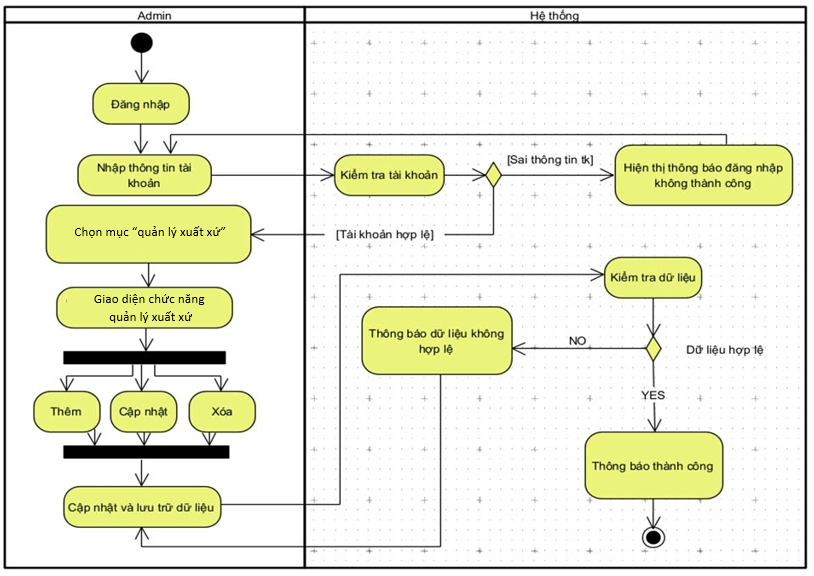 Admin
Hệ thống
Đăng nhập
Nhập thông tin tài
khoản
Kiểm tra tài khoản
[Sai thông tin tk]
Hiện thị thông báo đăng nhập
không thành công
Chọn mục “quản lý xuất xứ”
[Tài khoản hợp lệ]
Giao diện chức năng
quản lý xuất xứ
Kiểm tra dữ liệu
Thông báo dữ liệu không
hợp lệ
NO
Dữ liệu hợp lệ
YES
Thêm
Cập nhật
Xóa
Thông báo thành công
Cập nhật và lưu trữ dữ liệu